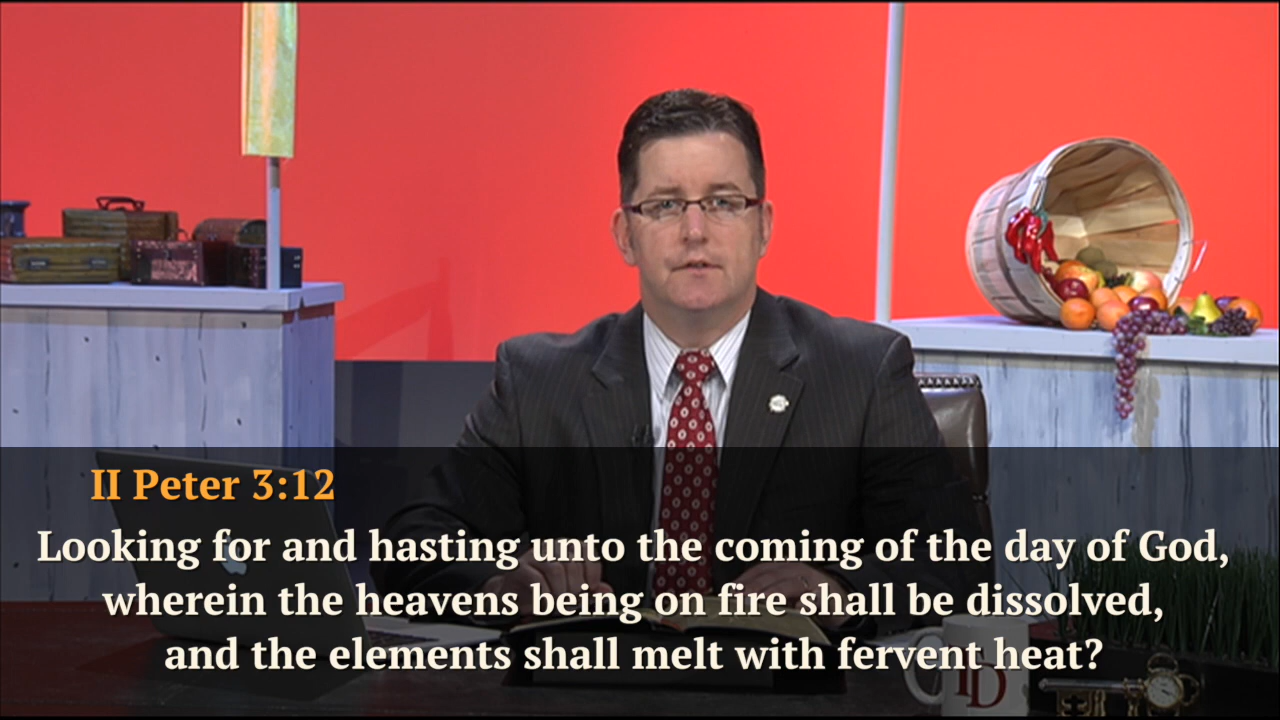 II Peter 3:12
Looking for and hasting unto the coming of the day of God,
wherein the heavens being on fire shall be dissolved,
and the elements shall melt with fervent heat?
ID